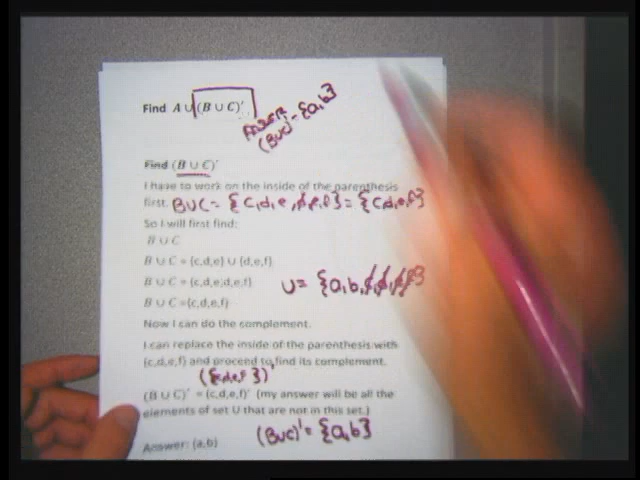 Find A ∪ (B ∪ C)′
Answer
(B∪C)′ = {a,b}
Find (B ∪ C)′
I have to work on the inside of the parenthesis
first. B∪C = {c,d,e,d,e,f} = {c,d,e,f}
So I will first find:
B ∪ C
B ∪ C = {c,d,e} ∪ {d,e,f}
B ∪ C = {c,d,e,d,e,f} U = {a,b,c,d,e,f}
B ∪ C = {c,d,e,f}
Now I can do the complement.
I can replace the inside of the parenthesis with
{c,d,e,f} and proceed to find its complement.
({c,d,e,f})′
(B ∪ C)′ = {c,d,e,f}′ (my answer will be all the
elements of set U that are not in this set.)
(B∪C)′ = {a,b}
Answer: {a,b}